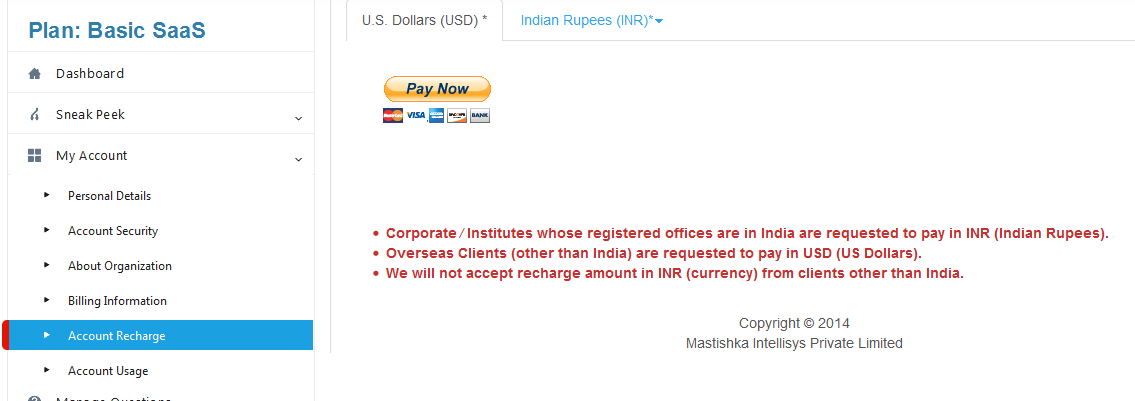 Plan: Basic SaaS
Dashboard
Sneak Peek
My Account
Personal Details
Account Security
About Organization
Billing Information
Account Recharge
Account Usage
Manage Questions
U.S. Dollars (USD) *
Indian Rupees (INR)*
Pay Now
MasterCard VISA DISCOVER BANK
• Corporate / Institutes whose registered offices are in India are requested to pay in INR (Indian Rupees).
• Overseas Clients (other than India) are requested to pay in USD (US Dollars).
• We will not accept recharge amount in INR (currency) from clients other than India.
Copyright © 2014
Mastishka Intellisys Private Limited